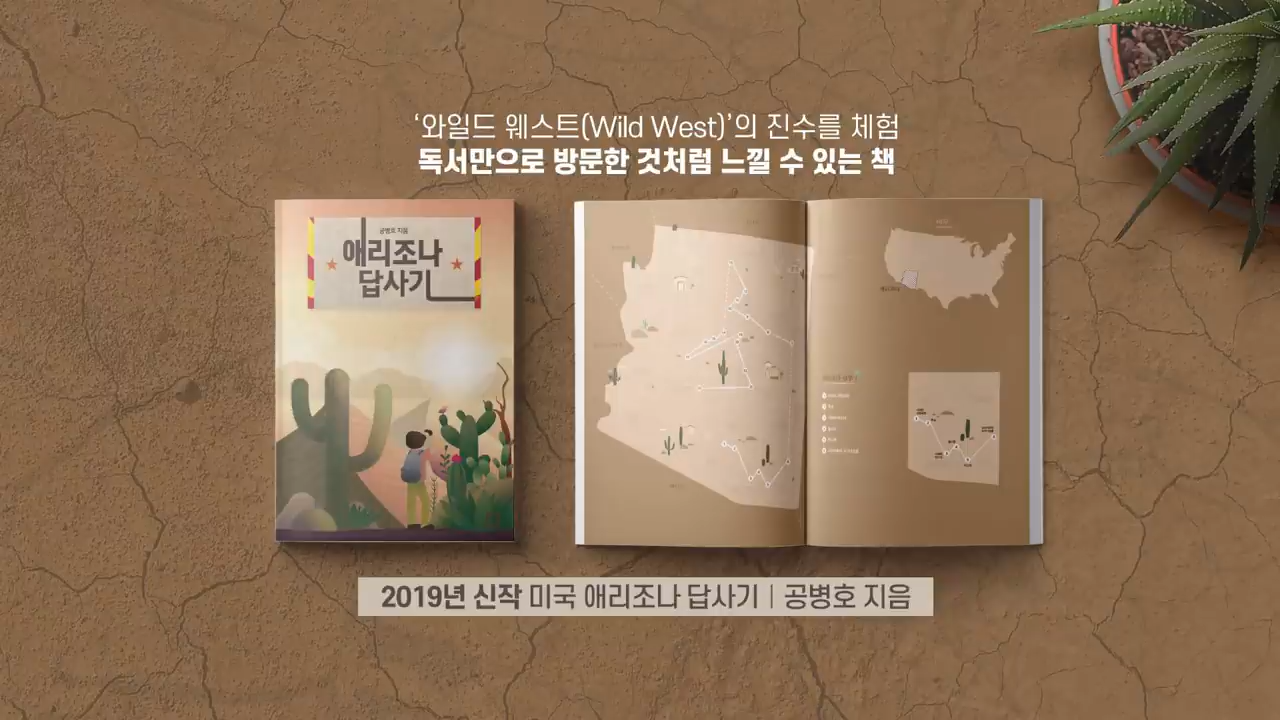 ‘와일드 웨스트(Wild West)’의 진수를 체험
독서만으로 방문한 것처럼 느낄 수 있는 책
공병호 지음
애리조나
답사기
2019년 신작 미국 애리조나 답사기 | 공병호 지음